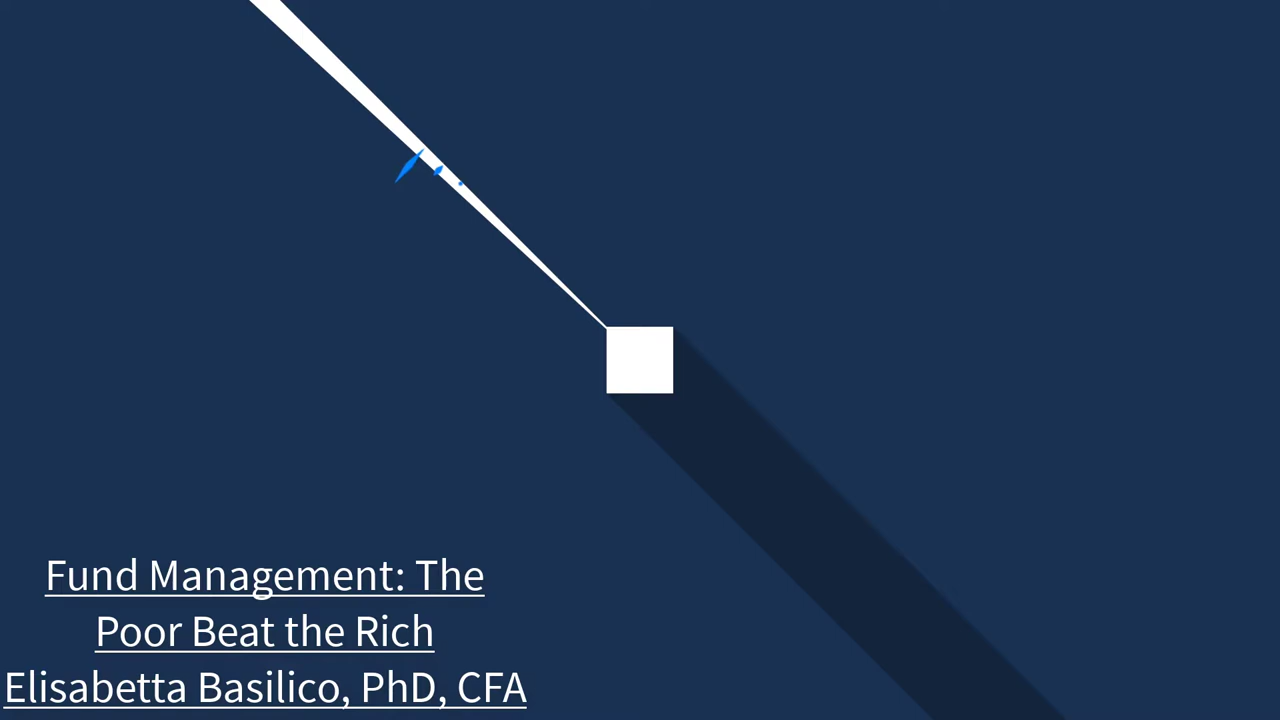 Fund Management: The
Poor Beat the Rich
Elisabetta Basilico, PhD, CFA